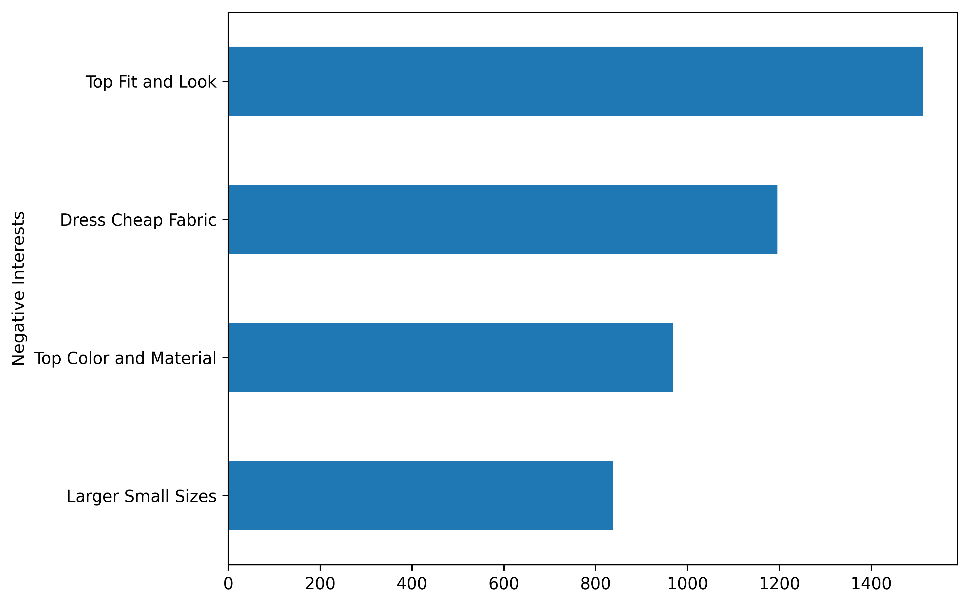 Negative Interests
Top Fit and Look
Dress Cheap Fabric
Top Color and Material
Larger Small Sizes
0 200 400 600 800 1000 1200 1400